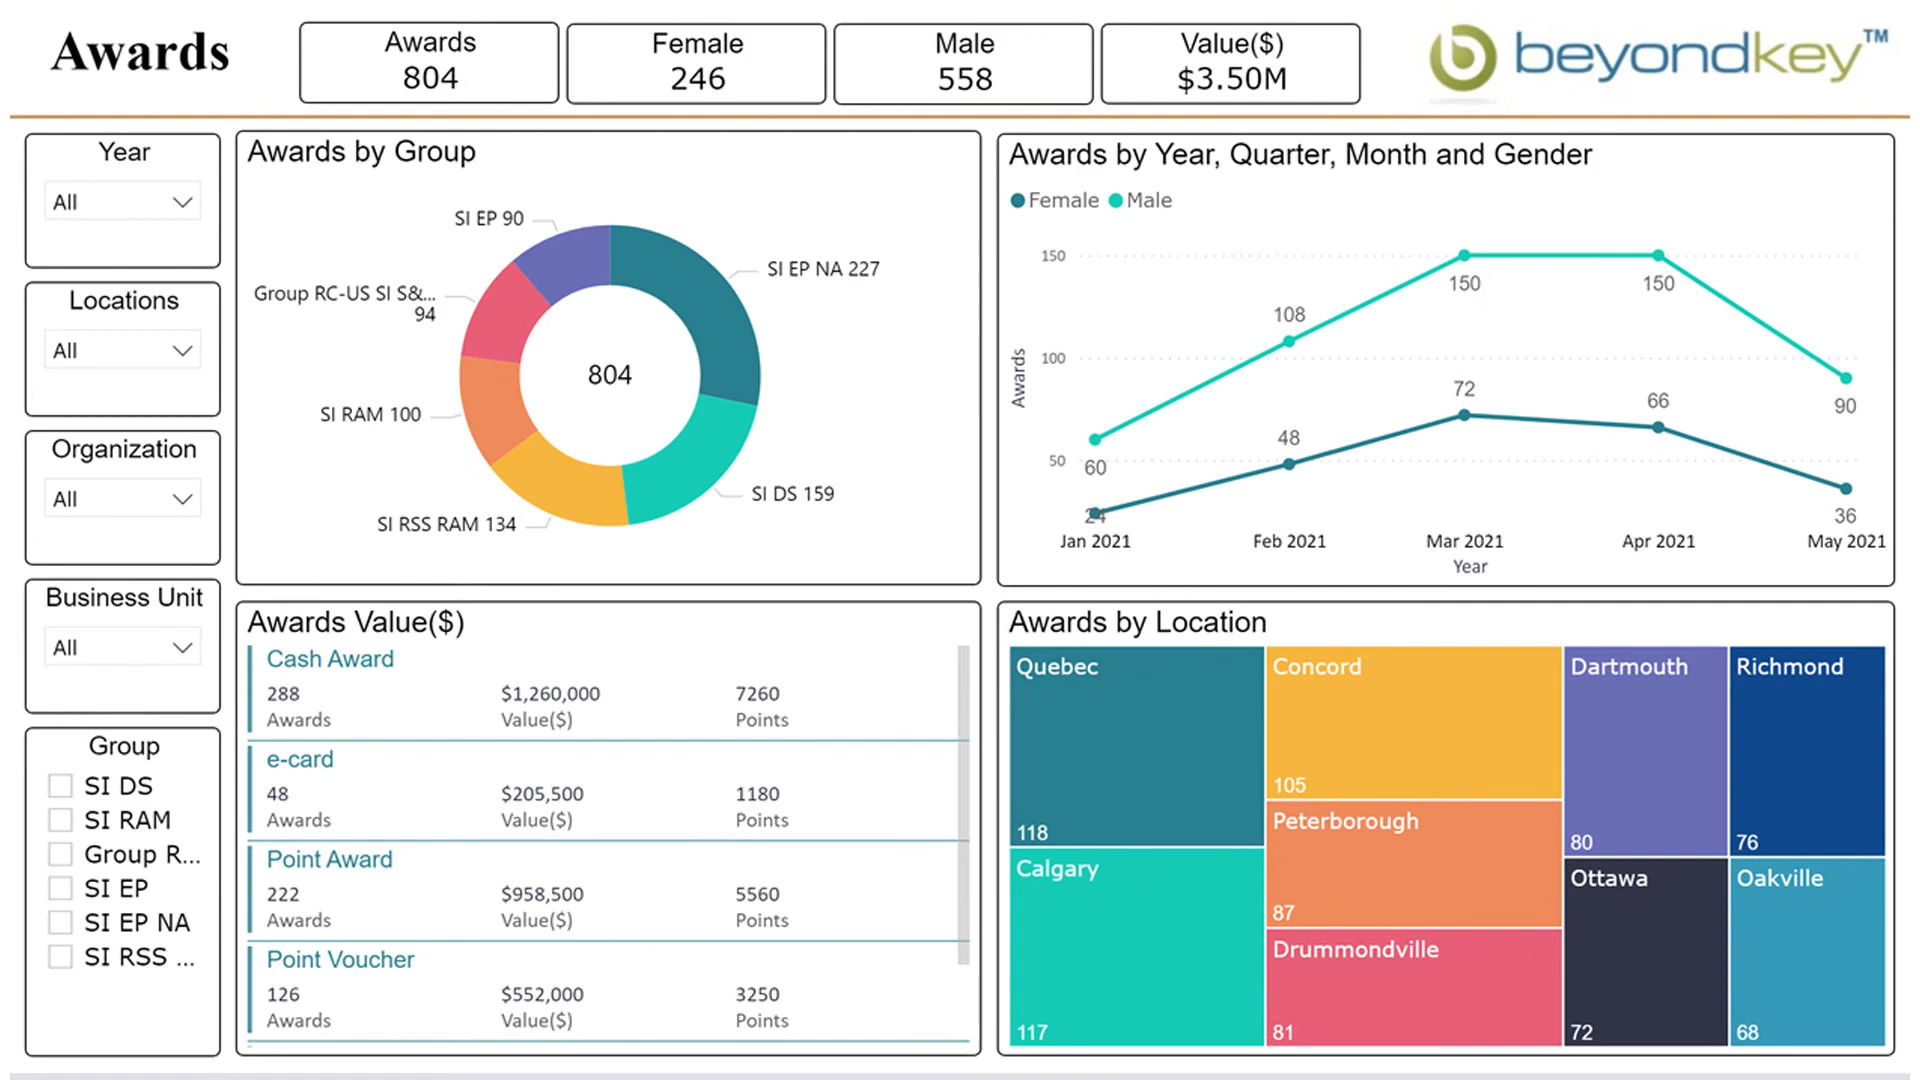 Awards
Awards
804
Female
246
Male
558
Value($)
$3.50M
beyondkey™
Year
All
Locations
All
Organization
All
Business Unit
All
Group
SI DS
SI RAM
Group R...
SI EP
SI EP NA
SI RSS ...
Awards by Group
SI EP 90
SI EP NA 227
Group RC-US SI S&...
94
804
SI RAM 100
SI DS 159
SI RSS RAM 134
Awards by Year, Quarter, Month and Gender
Female Male
150
100
50
Awards
60
108
150
150
90
24
48
72
66
36
Jan 2021 Feb 2021 Mar 2021 Apr 2021 May 2021
Year
Awards Value($)
Cash Award
288 $1,260,000 7260
Awards Value($) Points
e-card
48 $205,500 1180
Awards Value($) Points
Point Award
222 $958,500 5560
Awards Value($) Points
Point Voucher
126 $552,000 3250
Awards Value($) Points
Awards by Location
Quebec
118
Calgary
117
Concord
105
Peterborough
87
Drummondville
81
Dartmouth
80
Richmond
76
Ottawa
72
Oakville
68